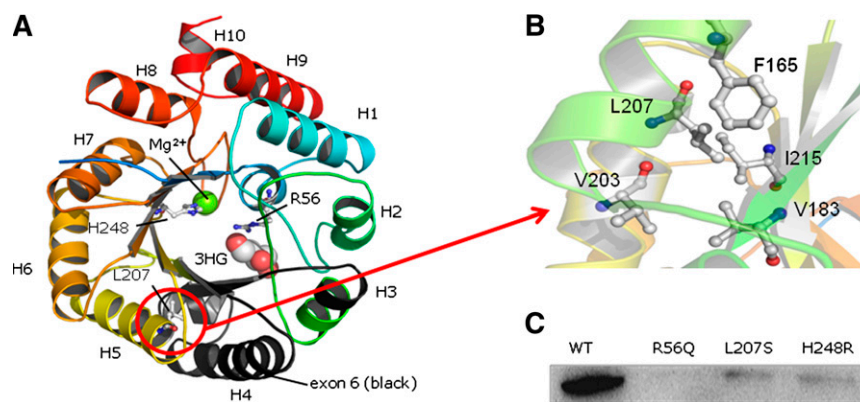 A
H10
H9
H8
H1
H7
Mg²⁺
R56
H248
H2
3HG
H6
L207
H3
H5
H4
exon 6 (black)
B
F165
L207
I215
V203
V183
C
WT R56Q L207S H248R